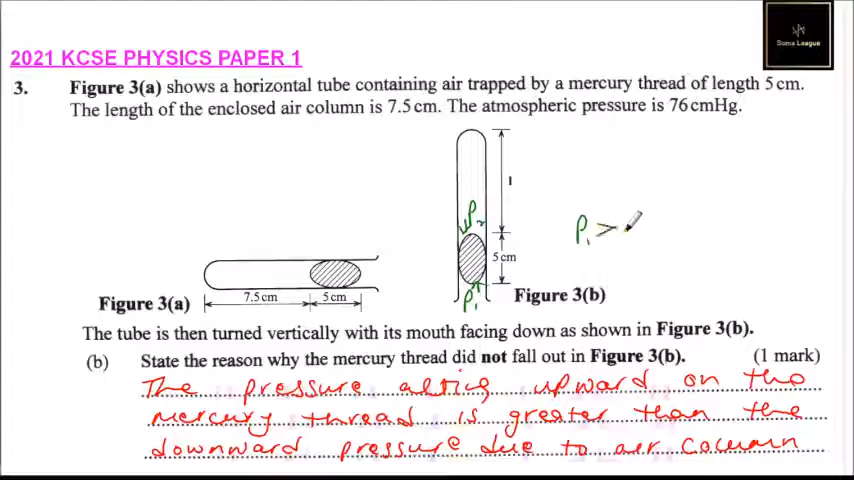 Soma League
2021 KCSE PHYSICS PAPER 1
3. Figure 3(a) shows a horizontal tube containing air trapped by a mercury thread of length 5 cm.
The length of the enclosed air column is 7.5 cm. The atmospheric pressure is 76 cmHg.
l
P2
P1 >
5 cm
7.5 cm 5 cm
P1
Figure 3(a)
Figure 3(b)
The tube is then turned vertically with its mouth facing down as shown in Figure 3(b).
(b) State the reason why the mercury thread did not fall out in Figure 3(b). (1 mark)
The pressure acting upward on the
mercury thread is greater than the
downward pressure due to air column